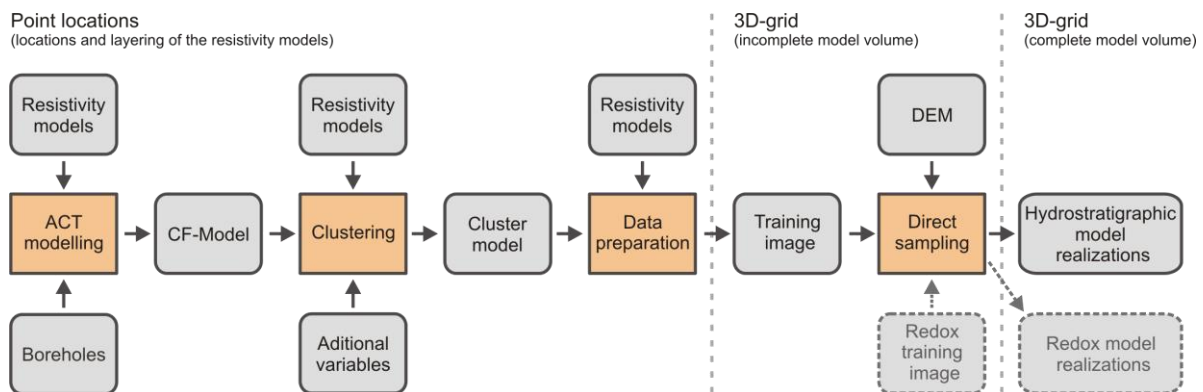 Point locations
(locations and layering of the resistivity models)
3D-grid
(incomplete model volume)
3D-grid
(complete model volume)
Resistivity
models
Resistivity
models
Resistivity
models
DEM
ACT
modelling
CF-Model
Clustering
Cluster
model
Data
preparation
Training
image
Direct
sampling
Hydrostratigraphic
model
realizations
Boreholes
Aditional
variables
Redox
training
image
Redox model
realizations